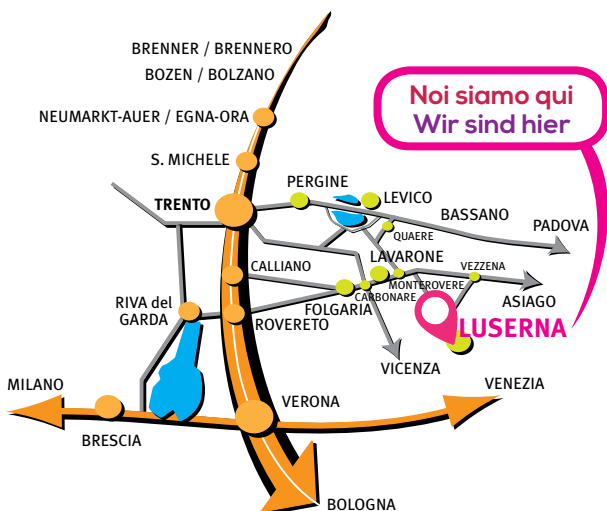 BRENNER / BRENNERO
BOZEN / BOLZANO
Noi siamo qui
Wir sind hier
NEUMARKT-AUER / EGNA-ORA
S. MICHELE
PERGINE
LEVICO
TRENTO
BASSANO
PADOVA
QUAERE
LAVARONE
CALLIANO
VEZZENA
MONTEROVERE
CARBONARE
ASIAGO
RIVA del
GARDA
FOLGARIA
ROVERETO
LUSERNA
VICENZA
MILANO
VENEZIA
VERONA
BRESCIA
BOLOGNA